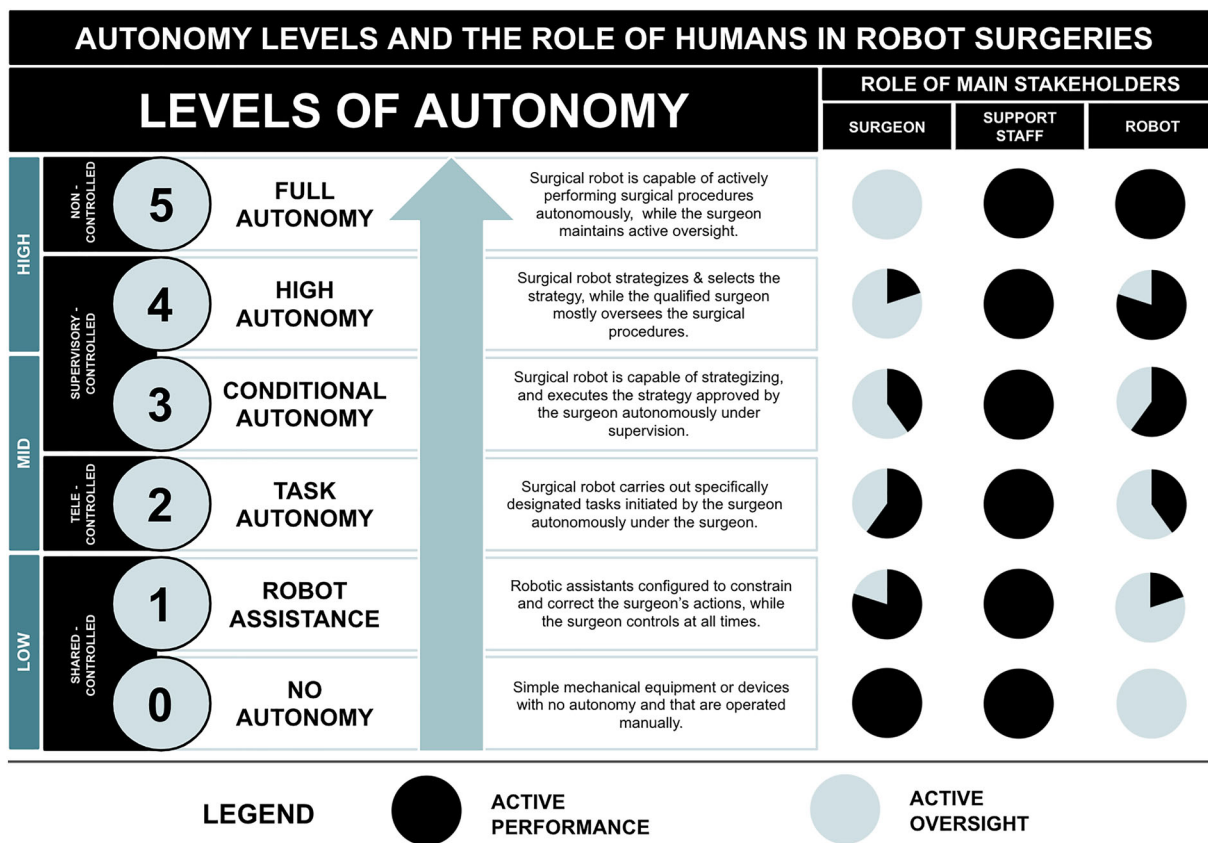 AUTONOMY LEVELS AND THE ROLE OF HUMANS IN ROBOT SURGERIES
LEVELS OF AUTONOMY
ROLE OF MAIN STAKEHOLDERS
SURGEON
SUPPORT
STAFF
ROBOT
HIGH
NON -
CONTROLLED
5
FULL
AUTONOMY
Surgical robot is capable of actively
performing surgical procedures
autonomously, while the surgeon
maintains active oversight.
SUPERVISORY -
CONTROLLED
4
HIGH
AUTONOMY
Surgical robot strategizes & selects the
strategy, while the qualified surgeon
mostly oversees the surgical
procedures.
MID
3
CONDITIONAL
AUTONOMY
Surgical robot is capable of strategizing,
and executes the strategy approved by
the surgeon autonomously under
supervision.
TELE -
CONTROLLED
2
TASK
AUTONOMY
Surgical robot carries out specifically
designated tasks initiated by the surgeon
autonomously under the surgeon.
LOW
SHARED -
CONTROLLED
1
ROBOT
ASSISTANCE
Robotic assistants configured to constrain
and correct the surgeon's actions, while
the surgeon controls at all times.
0
NO
AUTONOMY
Simple mechanical equipment or devices
with no autonomy and that are operated
manually.
LEGEND
ACTIVE
PERFORMANCE
ACTIVE
OVERSIGHT